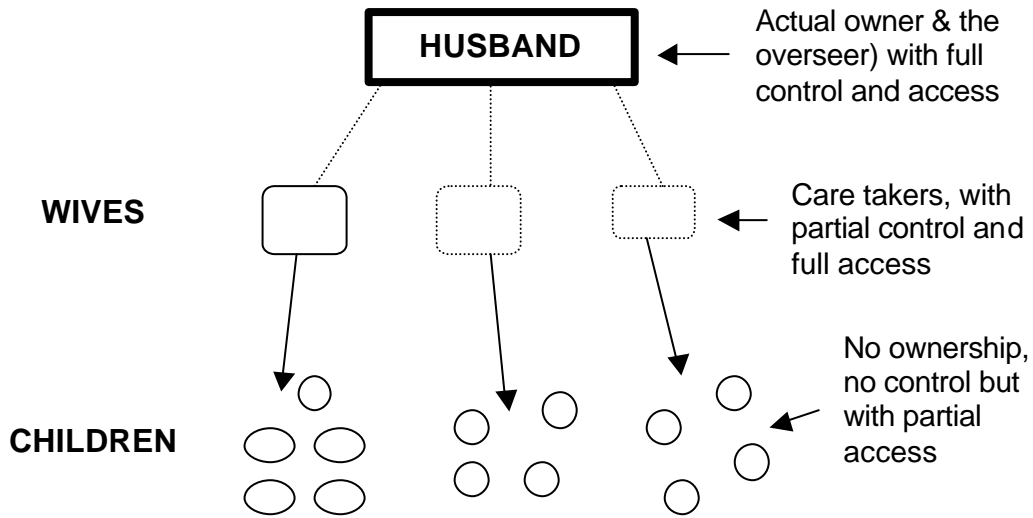 HUSBAND
Actual owner & the
overseer) with full
control and access
WIVES
Care takers, with
partial control and
full access
CHILDREN
No ownership,
no control but
with partial
access